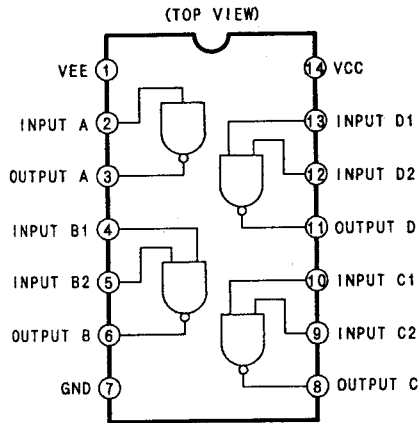 (TOP VIEW)
VEE 1 14 VCC
INPUT A 2 13 INPUT D1
OUTPUT A 3 12 INPUT D2
INPUT B1 4 11 OUTPUT D
INPUT B2 5 10 INPUT C1
OUTPUT B 6 9 INPUT C2
GND 7 8 OUTPUT C